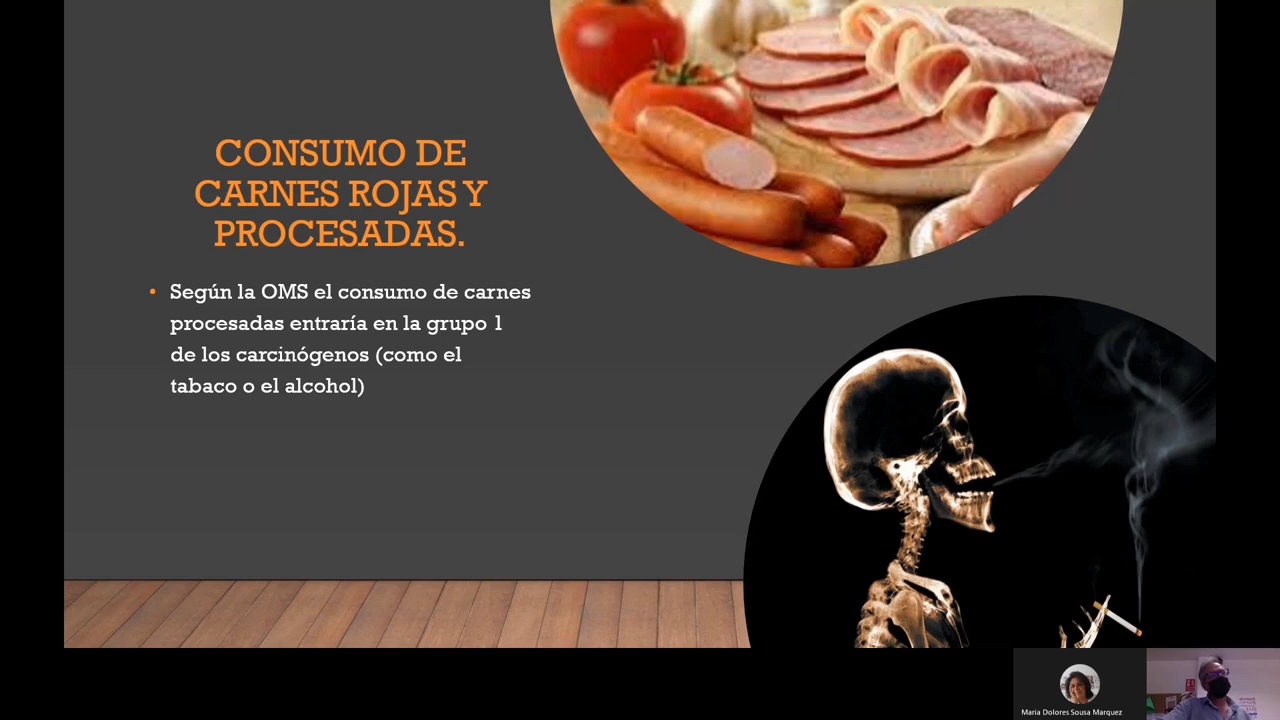 CONSUMO DE
CARNES ROJAS Y
PROCESADAS.
• Según la OMS el consumo de carnes
procesadas entraría en la grupo 1
de los carcinógenos (como el
tabaco o el alcohol)
Maria Dolores Sousa Marquez